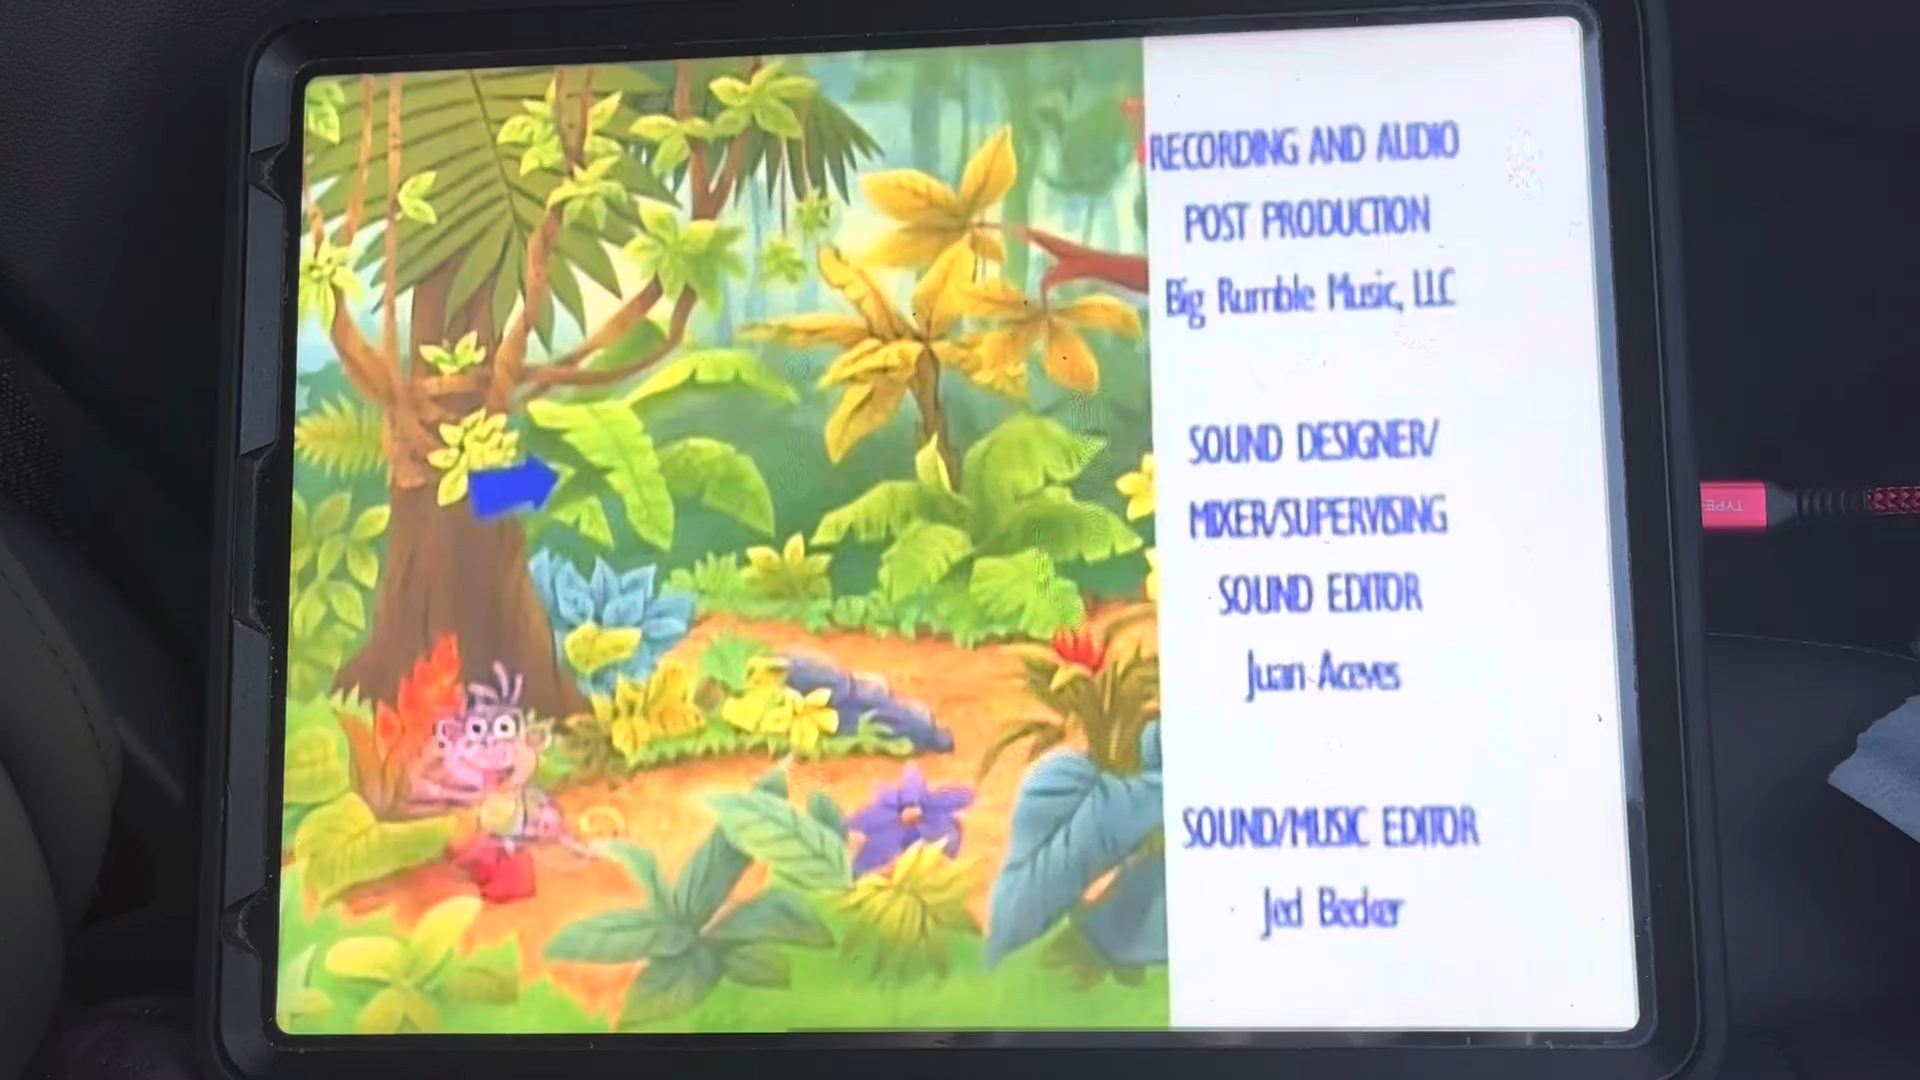 RECORDING AND AUDIO
POST PRODUCTION
Big Rumble Music, LLC
SOUND DESIGNER/
MIXER/SUPERVISING
SOUND EDITOR
Juan Aceves
SOUND/MUSIC EDITOR
Jed Becker
TYPE